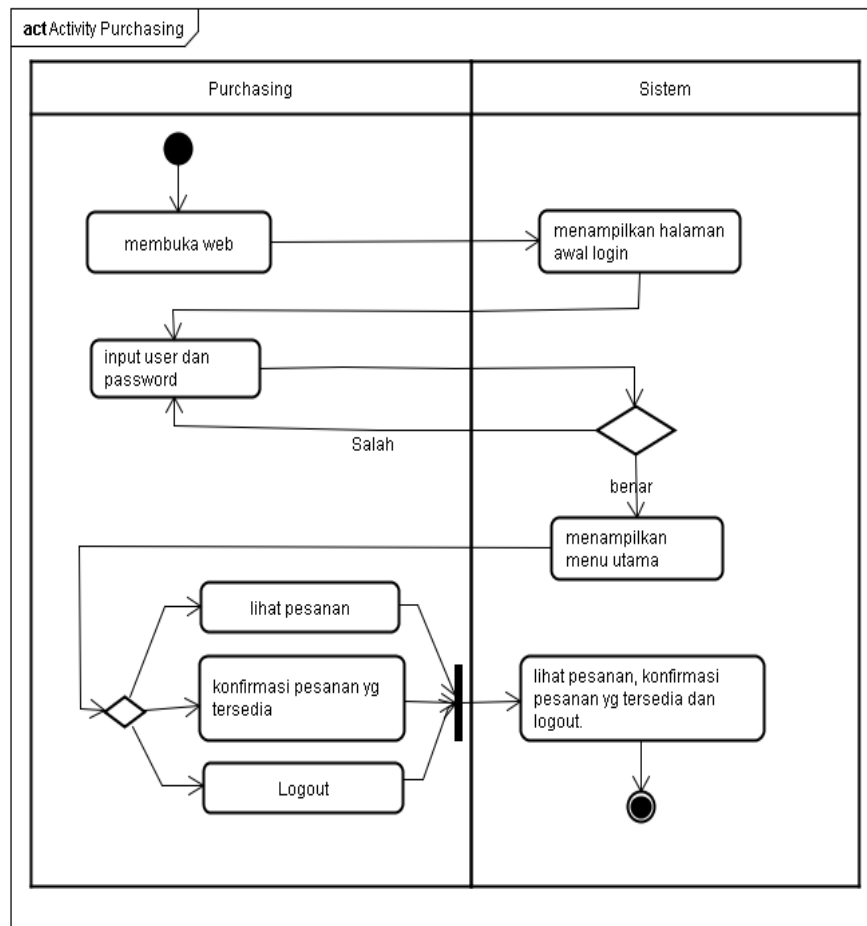 act Activity Purchasing
Purchasing
Sistem
membuka web
menampilkan halaman
awal login
input user dan
password
Salah
benar
menampilkan
menu utama
lihat pesanan
konfirmasi pesanan yg
tersedia
Logout
lihat pesanan, konfirmasi
pesanan yg tersedia dan
logout.